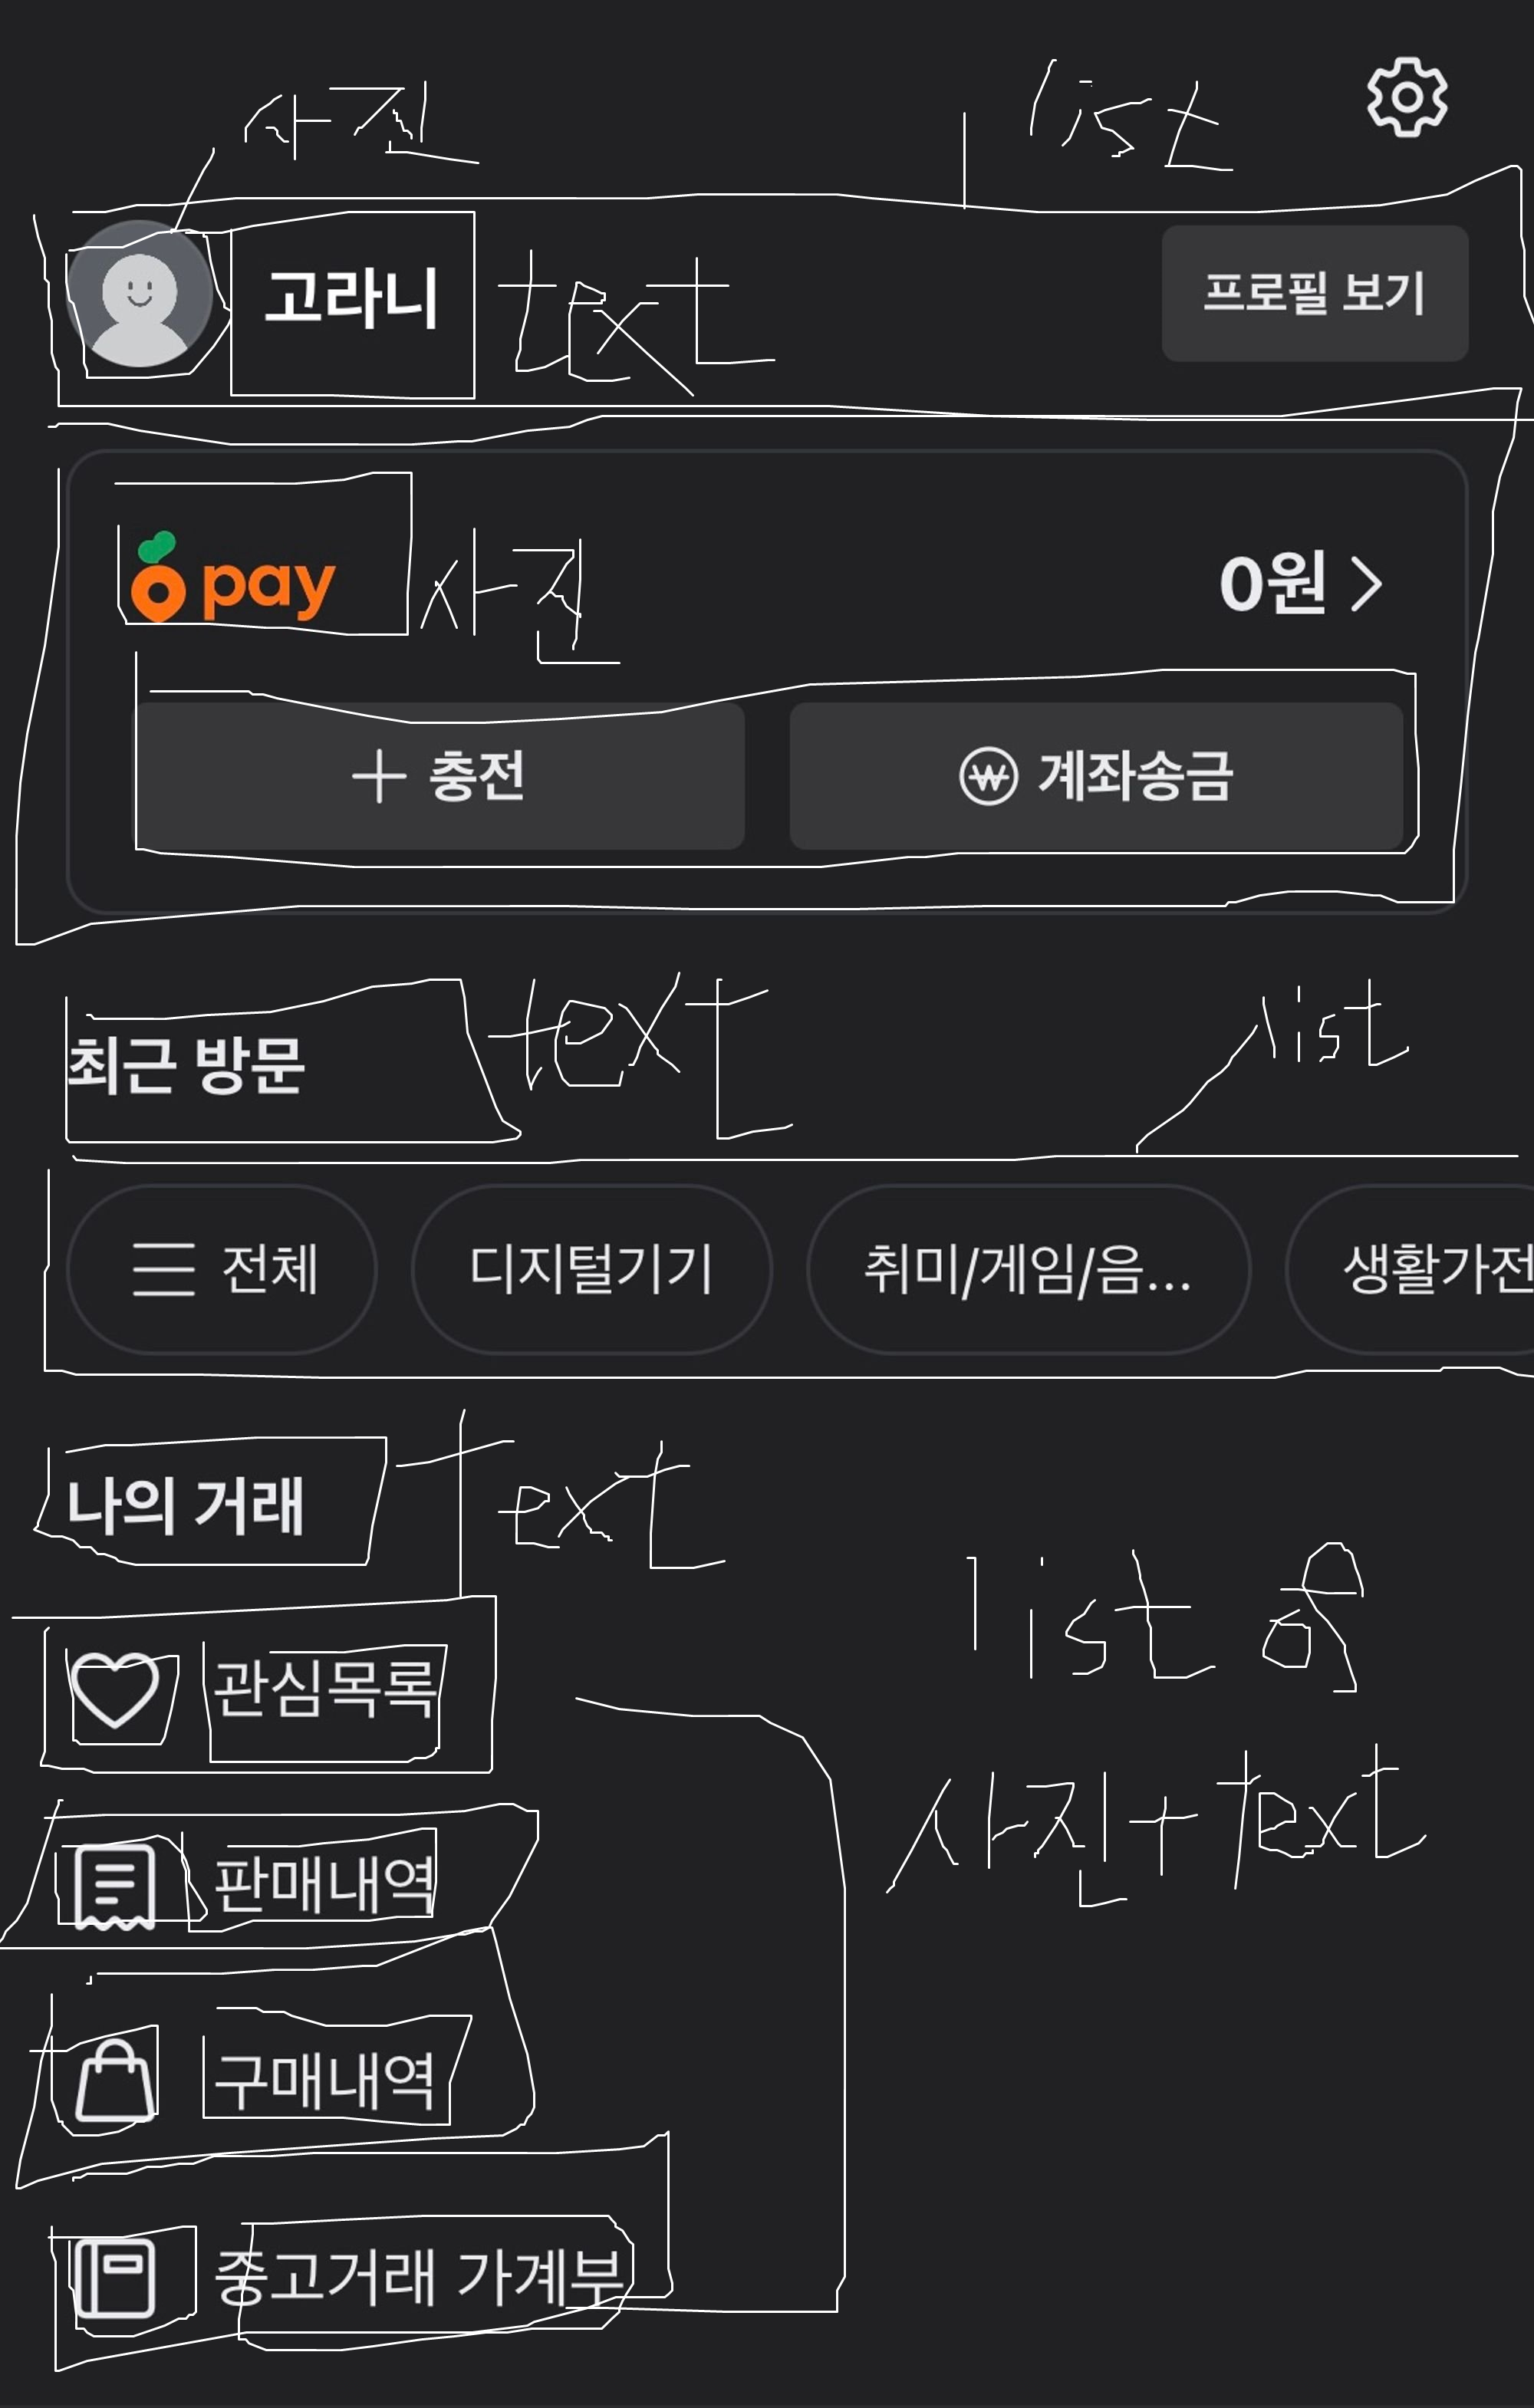 사진 list
고라니 text 프로필 보기
pay 사진 0원
충전 계좌송금
최근 방문 text list
전체 디지털기기 취미/게임/음... 생활가전
나의 거래 text
list 용
관심목록
사진+text
판매내역
구매내역
중고거래 가계부